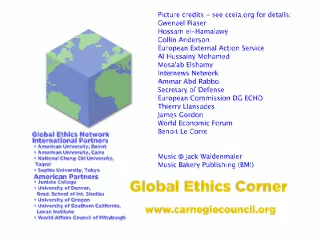 Picture credits - see cceia.org for details:
Gwenael Piaser
Hossam el-Hamalawy
Collin Anderson
European External Action Service
Al Hussainy Mohamed
Mosa'ab Elshamy
Internews Network
Ammar Abd Rabbo
Secretary of Defense
European Commission DG ECHO
Thierry Llansades
James Gordon
World Economic Forum
Benoit Le Corre
Music © Jack Waldenmaier
Music Bakery Publishing (BMI)
Global Ethics Network
International Partners
• American University, Beirut
• American University, Cairo
• National Cheng Chi University,
Taipei
• Sophia University, Tokyo
American Partners
• Juniata College
• University of Denver,
Grad. School of Int. Studies
• University of Oregon
• University of Southern California,
Levan Institute
• World Affairs Council of Pittsburgh
Global Ethics Corner
www.carnegiecouncil.org